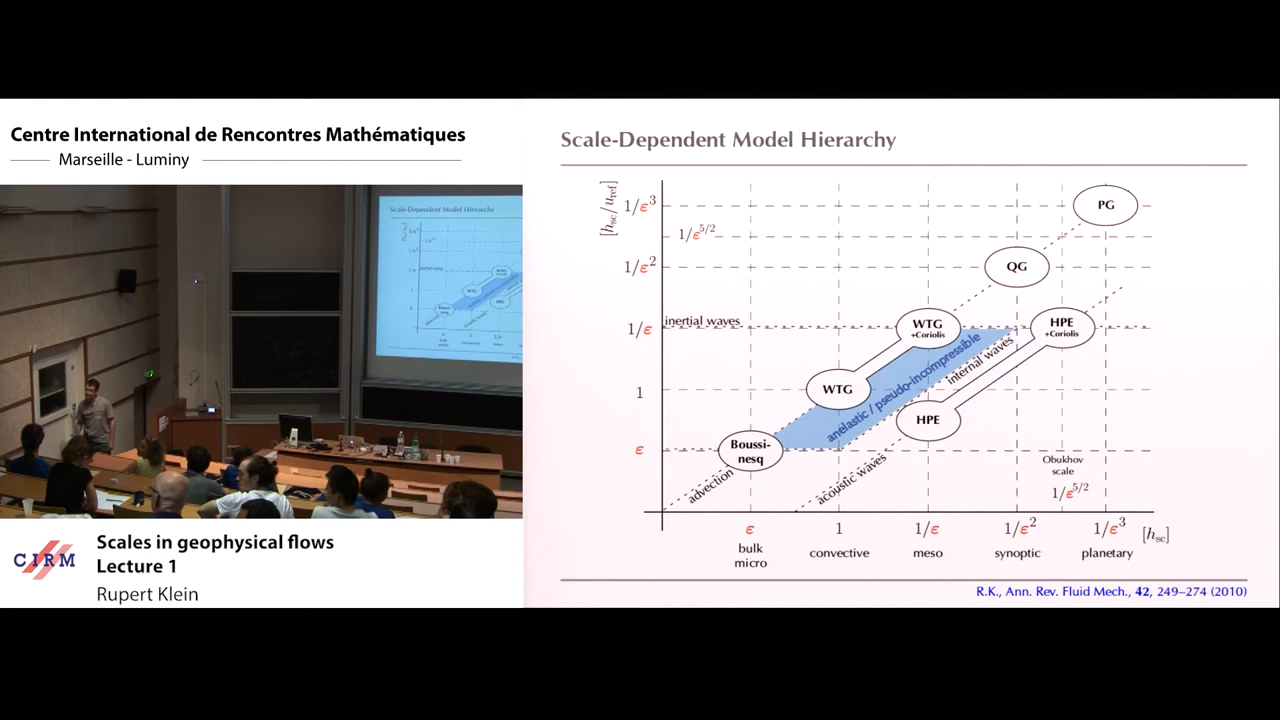 Centre International de Rencontres Mathématiques
Marseille - Luminy
Scale-Dependent Model Hierarchy
Scales in geophysical flows
Lecture 1
Rupert Klein
CIRM
Scale-Dependent Model Hierarchy
[h_sc/u_ref]
1/ε³
1/ε^5/2
1/ε²
1/ε
1
ε
inertial waves
PG
QG
WTG
+Coriolis
HPE
+Coriolis
WTG
HPE
Boussi-
nesq
anelastic / pseudo-incompressible
internal waves
advection
acoustic waves
Obukhov
scale
1/ε^5/2
ε
1
1/ε
1/ε²
1/ε³
[h_sc]
bulk
micro
convective
meso
synoptic
planetary
R.K., Ann. Rev. Fluid Mech., 42, 249–274 (2010)